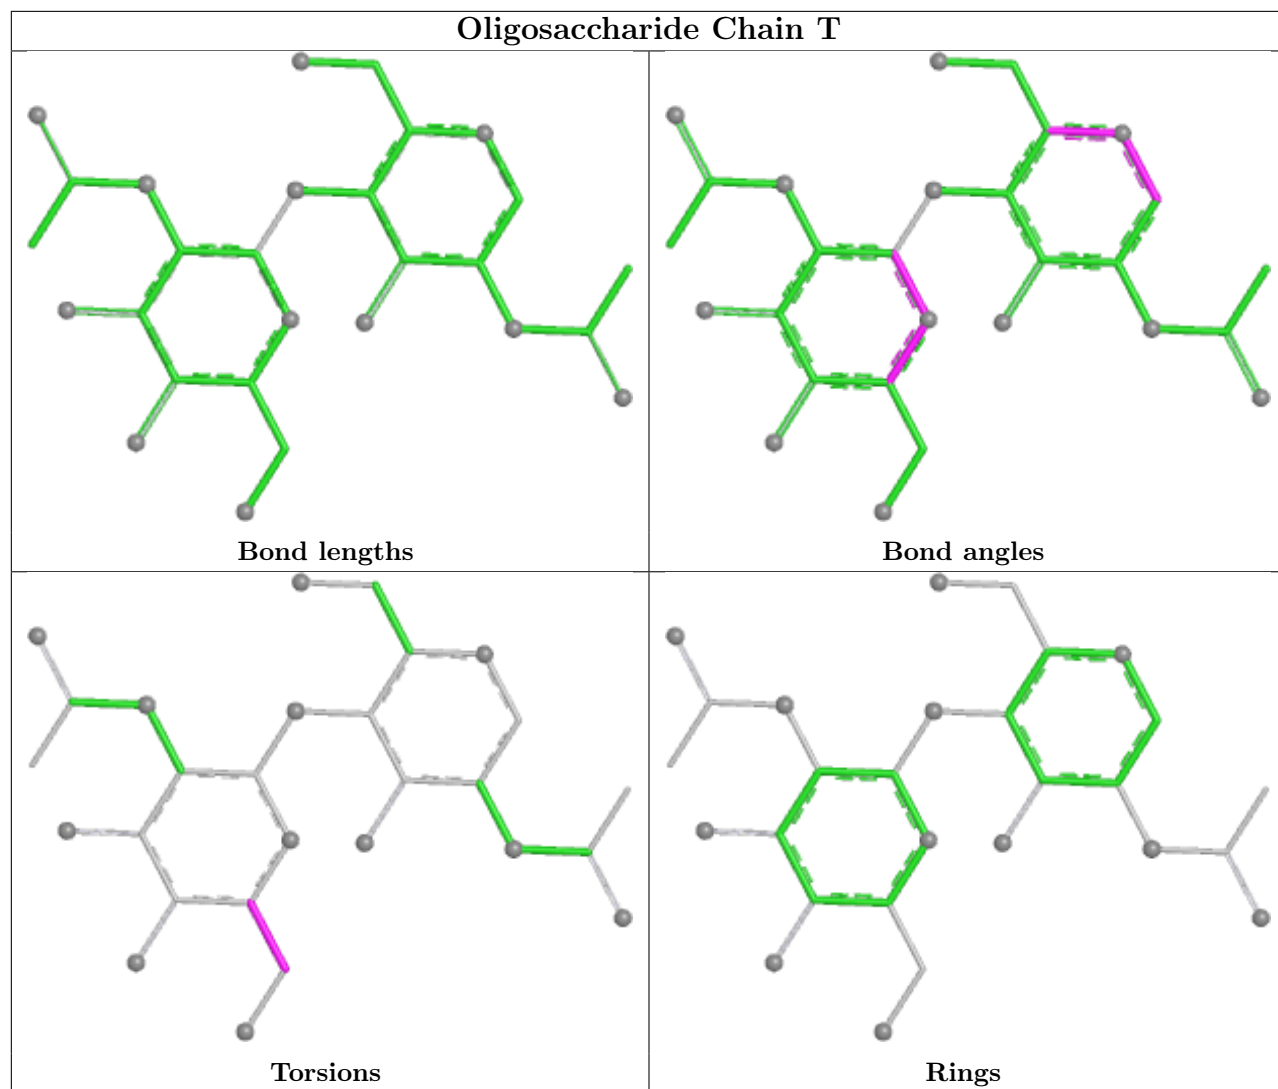 Oligosaccharide Chain T
Bond lengths
Bond angles
Torsions
Rings